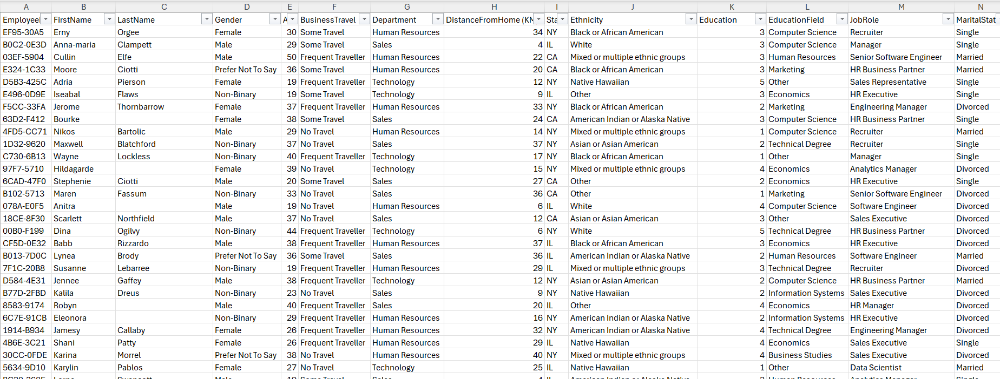 A B C D E F G H I J K L M N
Employee FirstName LastName Gender A BusinessTravel Department DistanceFromHome (KM Sta Ethnicity Education EducationField JobRole MaritalStat
EF95-30A5 Erny Orgee Female 30 Some Travel Human Resources 34 NY Black or African American 3 Computer Science Recruiter Single
B0C2-0E3D Anna-maria Clampett Male 29 Some Travel Sales 4 IL White 3 Computer Science Manager Single
03EF-5904 Cullin Elfe Male 50 Frequent Traveller Human Resources 22 CA Mixed or multiple ethnic groups 3 Human Resources Senior Software Engineer Married
E324-1C33 Moore Ciotti Prefer Not To Say 36 Some Travel Human Resources 20 CA Black or African American 3 Marketing HR Business Partner Married
D5B3-425C Adria Pierson Female 19 Frequent Traveller Technology 12 NY Native Hawaiian 5 Other Sales Representative Single
E496-0D9E Iseabal Flaws Non-Binary 19 Some Travel Technology 9 IL Other 3 Economics HR Executive Single
F5CC-33FA Jerome Thornbarrow Female 37 Frequent Traveller Human Resources 33 NY Black or African American 2 Marketing Engineering Manager Divorced
63D2-F412 Bourke Female 38 Some Travel Sales 24 CA American Indian or Alaska Native 3 Computer Science HR Business Partner Single
4FD5-CC71 Nikos Bartolic Male 29 No Travel Human Resources 14 NY Mixed or multiple ethnic groups 1 Computer Science Recruiter Married
1D32-9620 Maxwell Blatchford Non-Binary 37 No Travel Sales 37 NY Asian or Asian American 2 Technical Degree Recruiter Single
C730-6B13 Wayne Lockless Non-Binary 40 Frequent Traveller Technology 17 NY Black or African American 1 Other Manager Single
97F7-5710 Hildagarde Female 39 No Travel Technology 15 NY Mixed or multiple ethnic groups 4 Economics Analytics Manager Divorced
6CAD-47F0 Stephenie Ciotti Male 20 Some Travel Sales 27 CA Other 2 Economics HR Executive Single
B102-5713 Maren Fassum Non-Binary 33 No Travel Sales 36 CA Other 1 Marketing Senior Software Engineer Divorced
078A-E0F5 Anitra Male 19 No Travel Human Resources 6 IL White 4 Computer Science Software Engineer Divorced
18CE-8F30 Scarlett Northfield Male 37 No Travel Sales 12 CA Asian or Asian American 3 Other Sales Executive Divorced
00B0-F199 Dina Ogilvy Non-Binary 44 Frequent Traveller Technology 6 NY White 5 Technical Degree HR Business Partner Divorced
CF5D-0E32 Babb Rizzardo Male 38 Frequent Traveller Human Resources 37 IL Black or African American 3 Economics HR Executive Divorced
B013-7D0C Lynea Brody Prefer Not To Say 36 Some Travel Sales 36 IL American Indian or Alaska Native 2 Human Resources Software Engineer Married
7F1C-20B8 Susanne Lebarree Non-Binary 19 Frequent Traveller Human Resources 29 IL Mixed or multiple ethnic groups 3 Technical Degree Recruiter Divorced
D584-4E31 Jennee Gaffey Male 38 Frequent Traveller Technology 12 NY Asian or Asian American 2 Computer Science HR Business Partner Married
B77D-2FBD Kalila Dreus Non-Binary 23 No Travel Sales 9 NY Native Hawaiian 2 Information Systems Sales Executive Divorced
8583-9174 Robyn Male 40 Frequent Traveller Sales 20 IL Other 4 Economics HR Manager Divorced
6C7E-91CB Eleonora Non-Binary 29 Frequent Traveller Human Resources 16 NY American Indian or Alaska Native 2 Information Systems HR Executive Divorced
1914-B934 Jamesy Callaby Female 26 Frequent Traveller Human Resources 32 NY American Indian or Alaska Native 4 Technical Degree Engineering Manager Divorced
4B6E-3C21 Shani Patty Female 26 Frequent Traveller Human Resources 29 IL Native Hawaiian 4 Economics Sales Executive Single
30CC-0FDE Karina Morrel Prefer Not To Say 38 No Travel Human Resources 40 NY Mixed or multiple ethnic groups 4 Business Studies Sales Executive Divorced
5634-9D10 Karylin Pablos Female 27 No Travel Technology 25 IL Native Hawaiian 1 Other Data Scientist Married